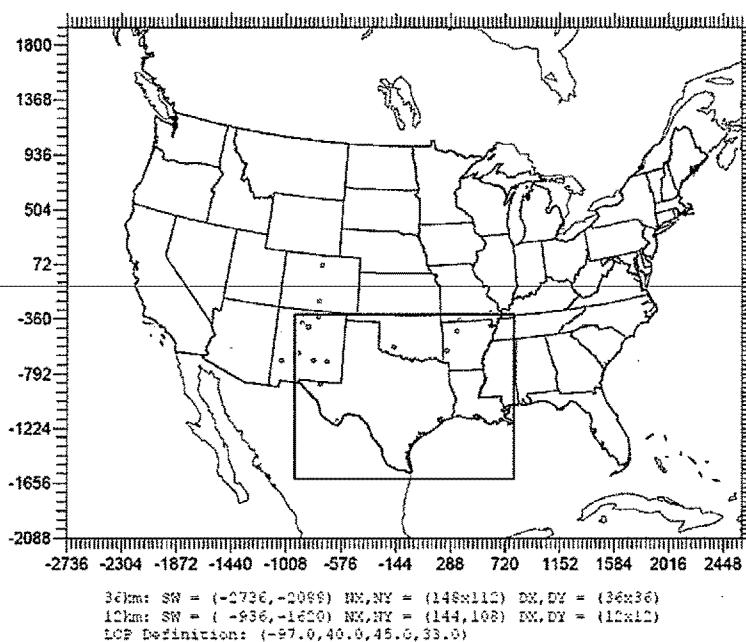 1800
1368
936
504
72
-360
-792
-1224
-1656
-2088
-2736 -2304 -1872 -1440 -1008 -576 -144 288 720 1152 1584 2016 2448
36km: SW = (-2736,-2088) NX,NY = (148x112) DX,DY = (36x36)
12km: SW = ( -936,-1620) NX,NY = (144,108) DX,DY = (12x12)
LCP Definition: (-97.0,40.0,45.0,33.0)